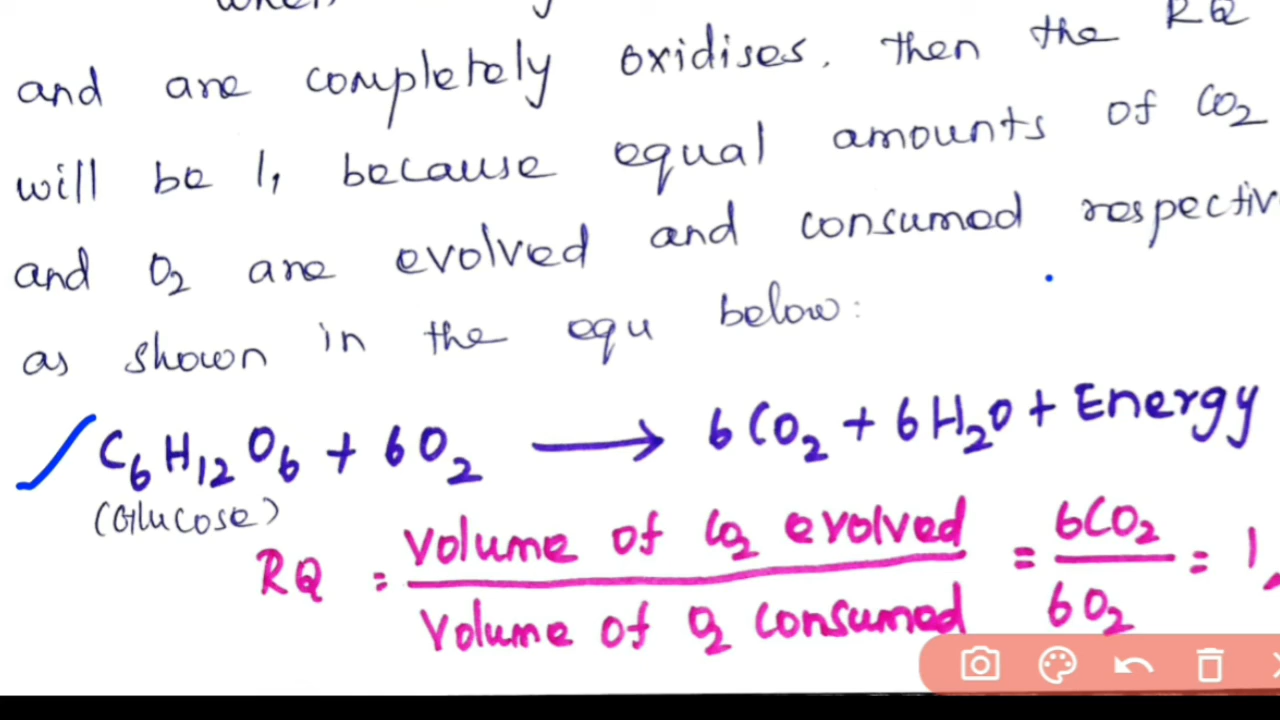 RQ
and are completely oxidises. then the
will be 1, because equal amounts of CO2
and O2 are evolved and consumed respectiv
as shown in the equ below:
C6H12O6 + 6O2 → 6CO2 + 6H2O + Energy
(Glucose)
RQ = Volume of CO2 evolved / Volume of O2 consumed = 6CO2 / 6O2 = 1